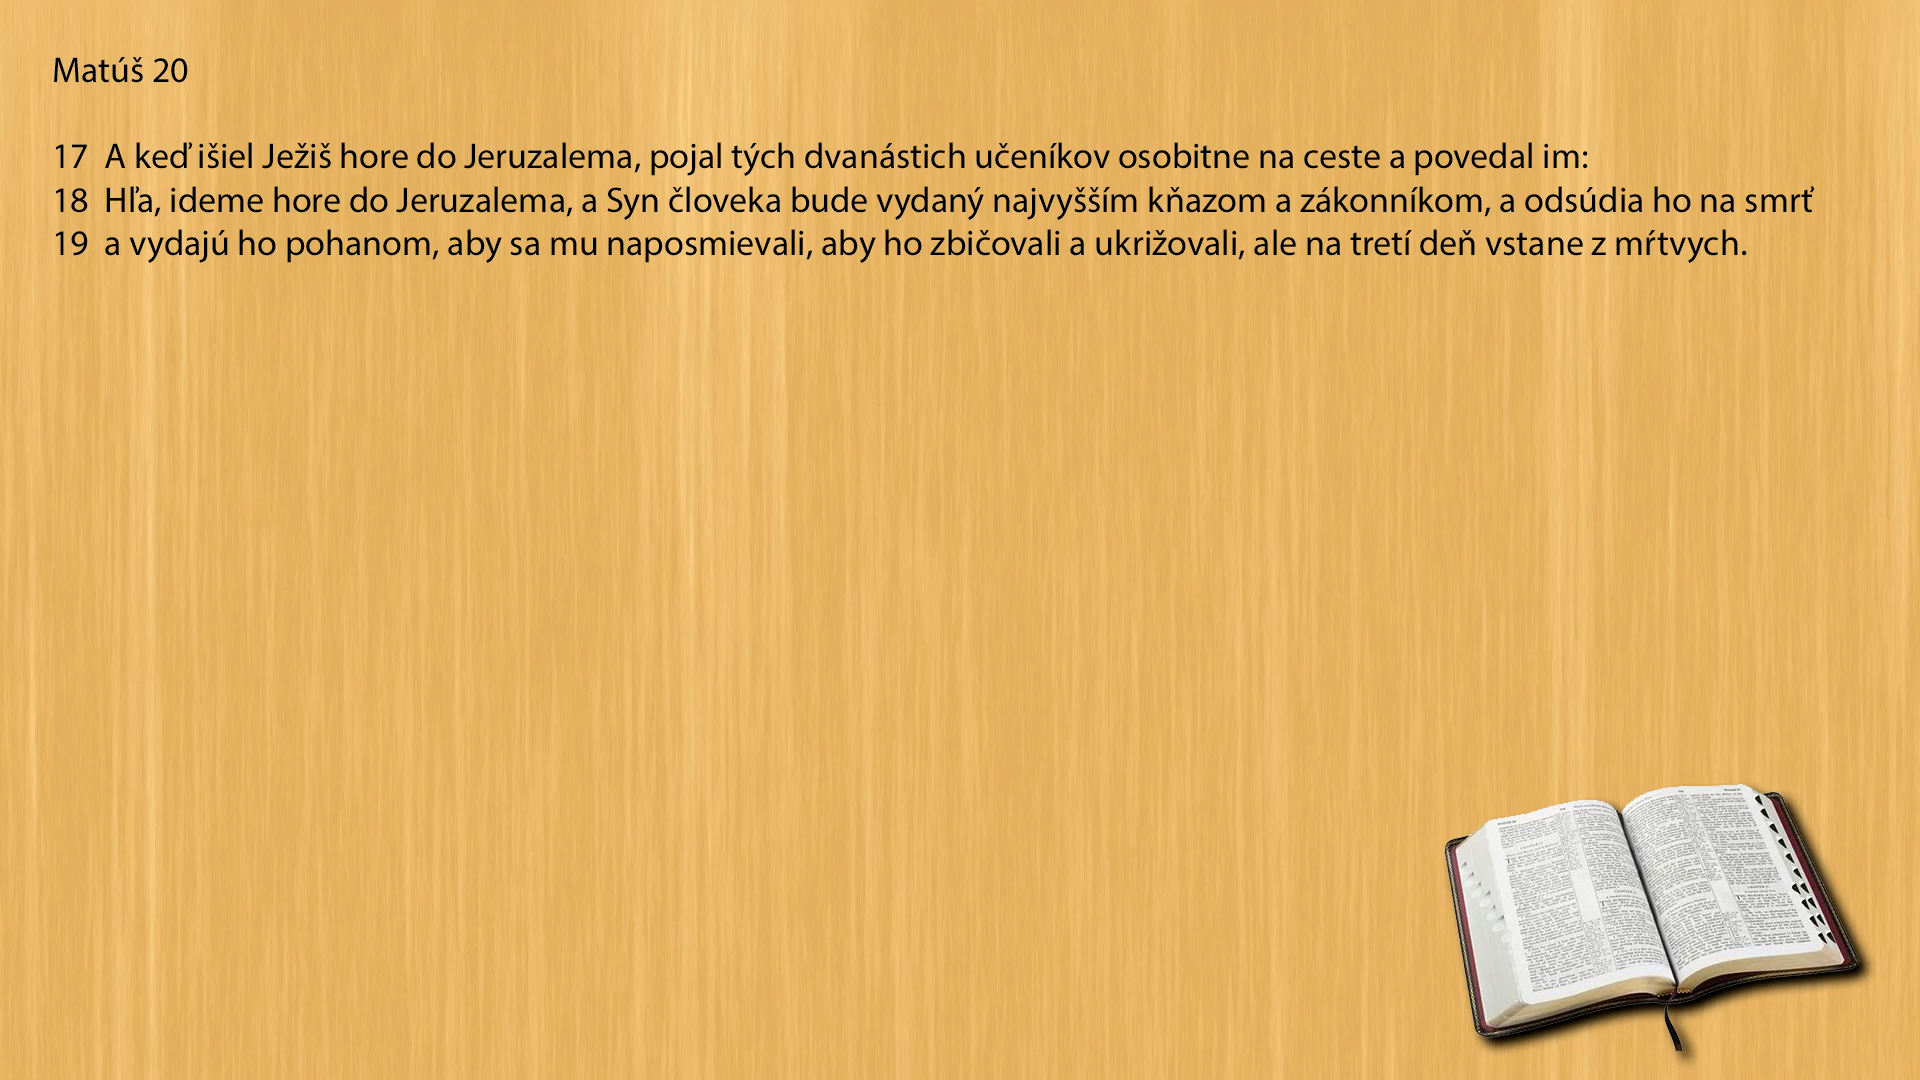 Matúš 20
17 A keď išiel Ježiš hore do Jeruzalema, pojal tých dvanástich učeníkov osobitne na ceste a povedal im:
18 Hľa, ideme hore do Jeruzalema, a Syn človeka bude vydaný najvyšším kňazom a zákonníkom, a odsúdia ho na smrť
19 a vydajú ho pohanom, aby sa mu naposmievali, aby ho zbičovali a ukrižovali, ale na tretí deň vstane z mŕtvych.